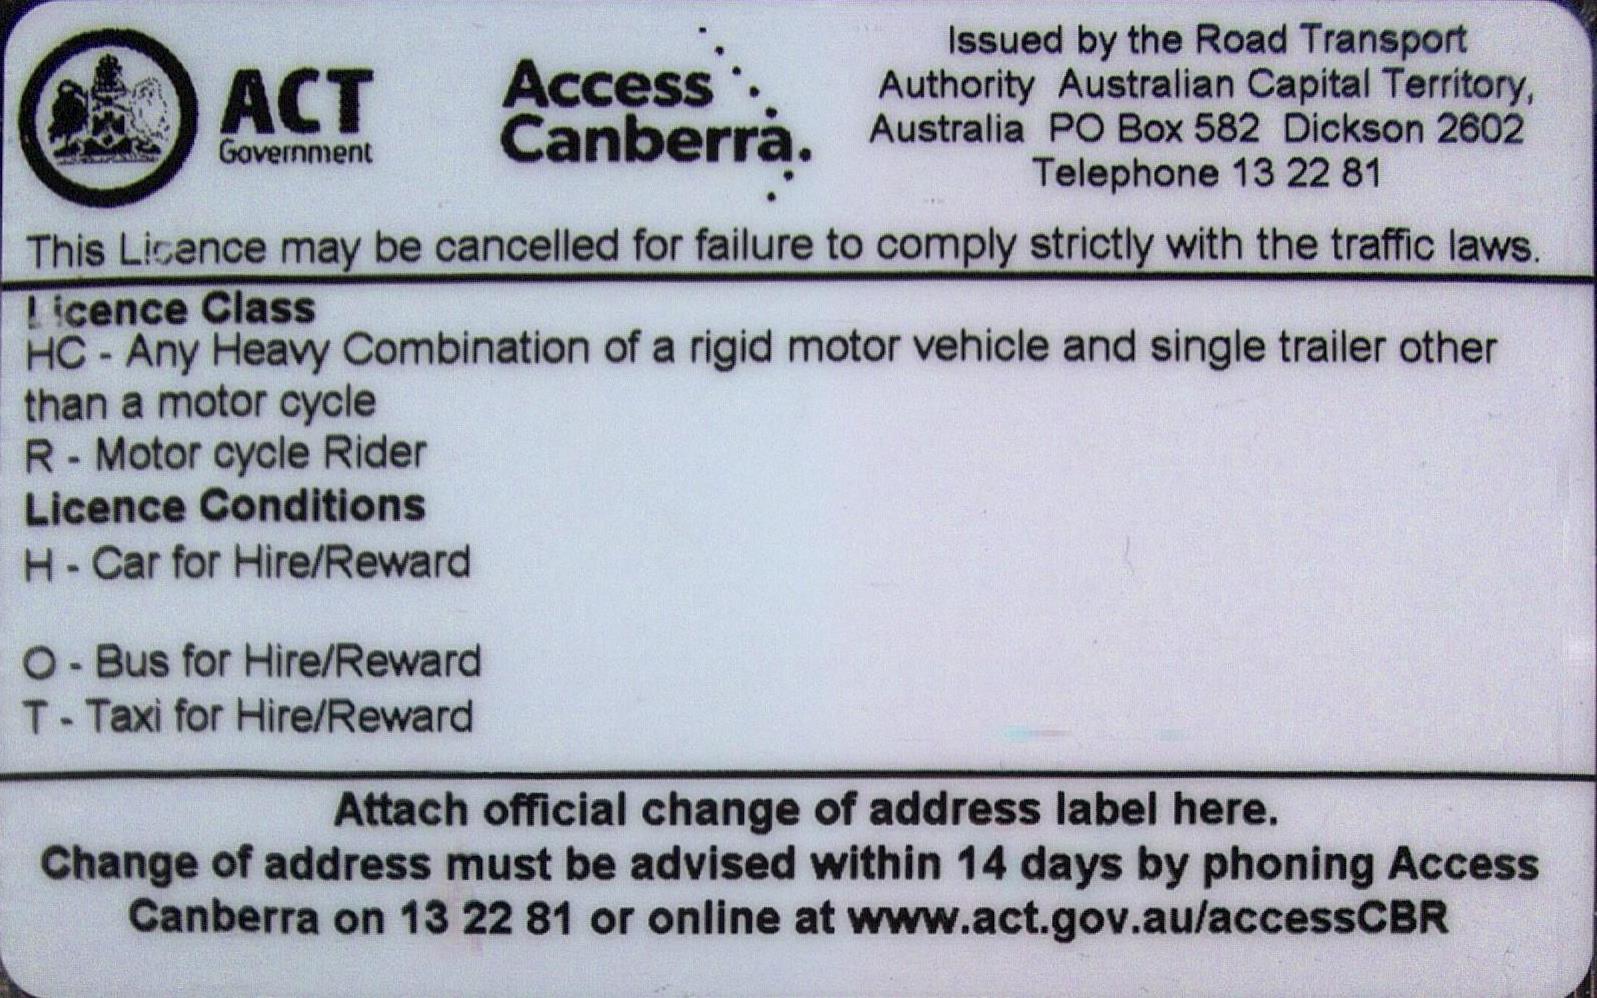 ACT
Government
Access
Canberra.
Issued by the Road Transport
Authority Australian Capital Territory,
Australia PO Box 582 Dickson 2602
Telephone 13 22 81
This Licence may be cancelled for failure to comply strictly with the traffic laws.
Licence Class
HC - Any Heavy Combination of a rigid motor vehicle and single trailer other
than a motor cycle
R - Motor cycle Rider
Licence Conditions
H - Car for Hire/Reward
O - Bus for Hire/Reward
T - Taxi for Hire/Reward
Attach official change of address label here.
Change of address must be advised within 14 days by phoning Access
Canberra on 13 22 81 or online at www.act.gov.au/accessCBR